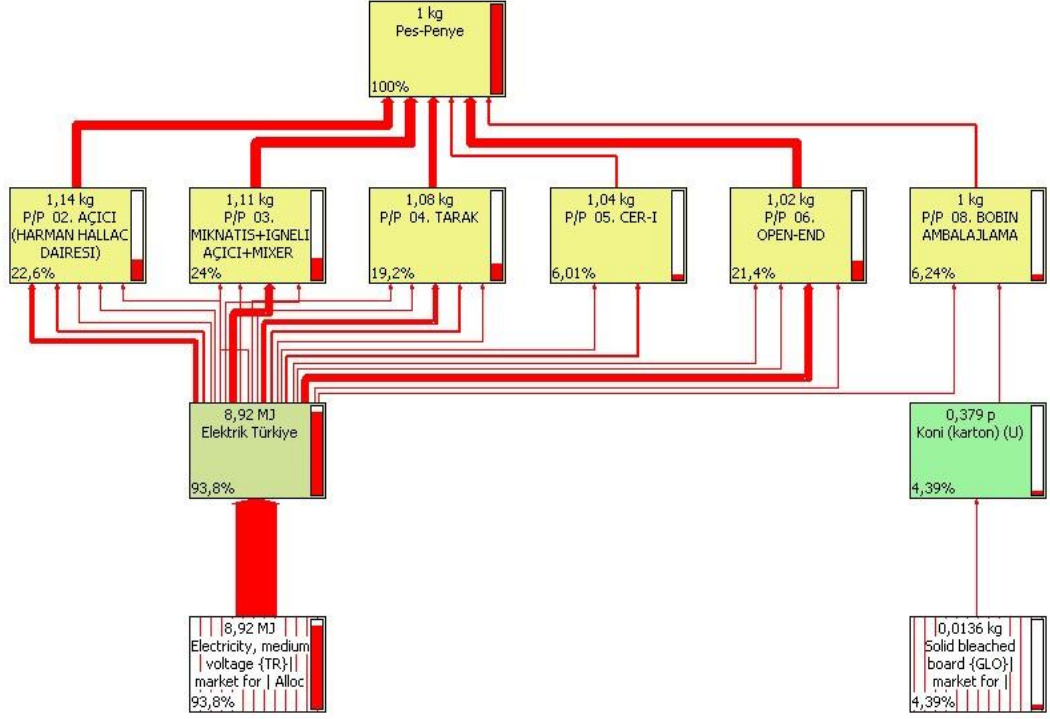 1 kg
Pes-Penye
100%
1,14 kg
P/P 02. AÇICI
(HARMAN HALLAC
DAIRESI)
22,6%
1,11 kg
P/P 03.
MIKNATIS+IGNELI
AÇICI+MIXER
24%
1,08 kg
P/P 04. TARAK
19,2%
1,04 kg
P/P 05. CER-I
6,01%
1,02 kg
P/P 06.
OPEN-END
21,4%
1 kg
P/P 08. BOBIN
AMBALAJLAMA
6,24%
8,92 MJ
Elektrik Türkiye
93,8%
0,379 p
Koni (karton) (U)
4,39%
8,92 MJ
Electricity, medium
voltage {TR}|
market for | Alloc
93,8%
0,0136 kg
Solid bleached
board {GLO}|
market for |
4,39%